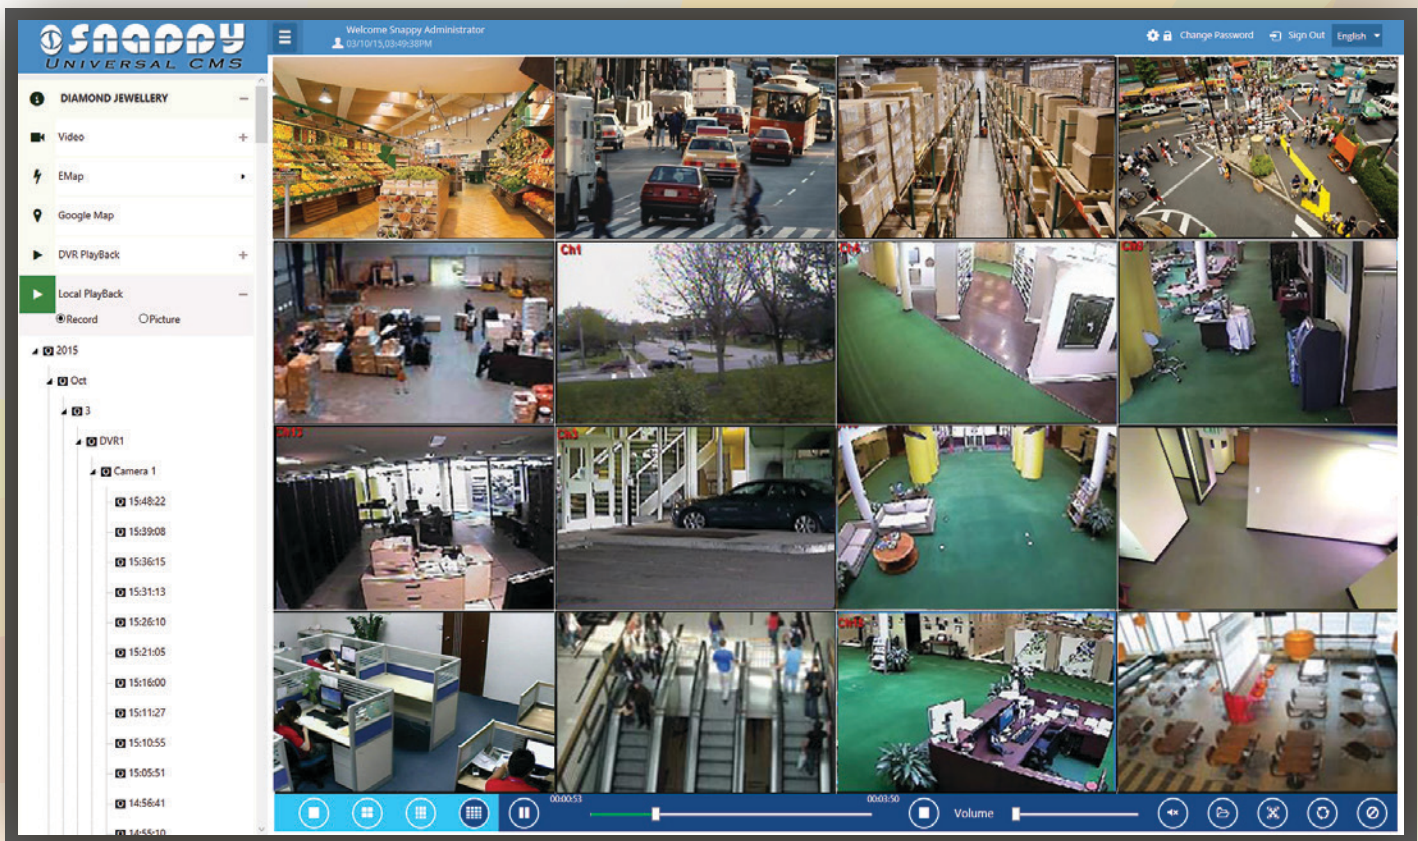 snappy
UNIVERSAL CMS
Welcome Snappy Administrator
03/10/15,03:49:38PM
Change Password
Sign Out
English
DIAMOND JEWELLERY
Video
EMap
Google Map
DVR PlayBack
Local PlayBack
Record
Picture
2015
Oct
3
DVR1
Camera 1
15:48:22
15:39:08
15:36:15
15:31:13
15:26:10
15:21:05
15:16:00
15:11:27
15:10:55
15:05:51
14:56:41
14:55:10
Ch1
Ch3
00:00:53
00:03:50
Volume